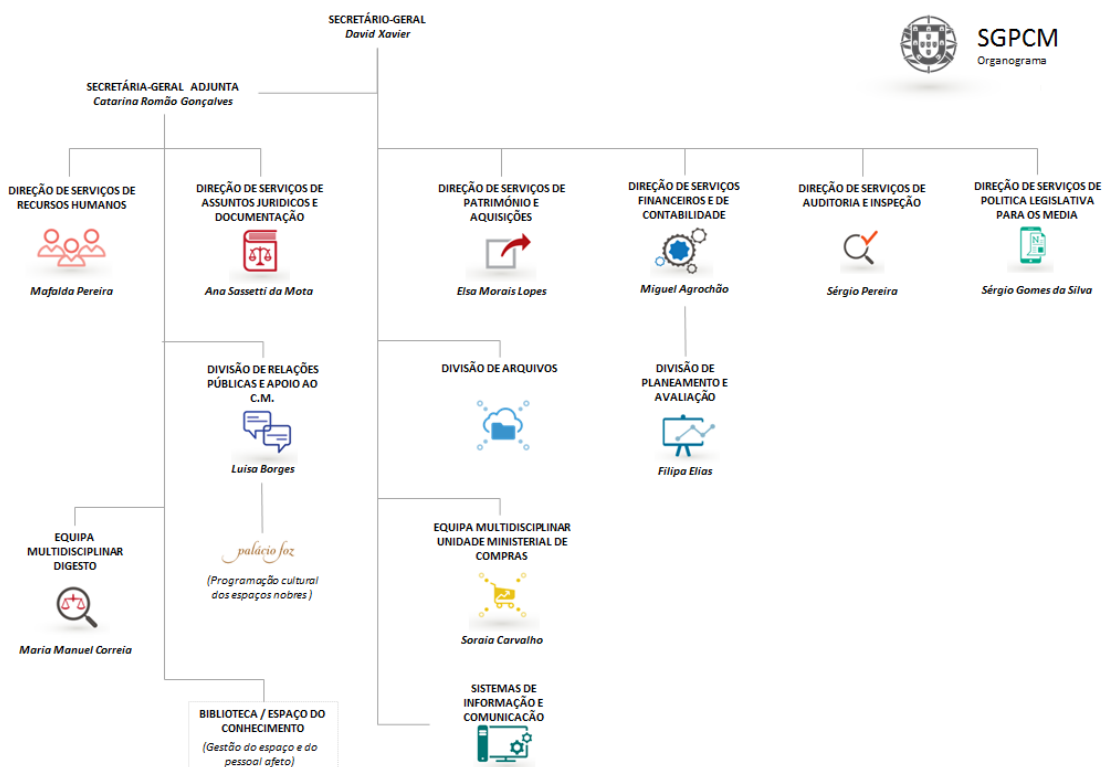 SECRETÁRIO-GERAL
David Xavier
SGPCM
Organograma
SECRETÁRIA-GERAL ADJUNTA
Catarina Romão Gonçalves
DIREÇÃO DE SERVIÇOS DE
RECURSOS HUMANOS
Mafalda Pereira
DIREÇÃO DE SERVIÇOS DE
ASSUNTOS JURIDICOS E
DOCUMENTAÇÃO
Ana Sassetti da Mota
DIREÇÃO DE SERVIÇOS DE
PATRIMÓNIO E
AQUISIÇÕES
Elsa Morais Lopes
DIREÇÃO DE SERVIÇOS
FINANCEIROS E DE
CONTABILIDADE
Miguel Agrochão
DIREÇÃO DE SERVIÇOS DE
AUDITORIA E INSPEÇÃO
Sérgio Pereira
DIREÇÃO DE SERVIÇOS DE
POLITICA LEGISLATIVA
PARA OS MEDIA
N
Sérgio Gomes da Silva
DIVISÃO DE RELAÇÕES
PÚBLICAS E APOIO AO
C.M.
Luísa Borges
DIVISÃO DE ARQUIVOS
DIVISÃO DE
PLANEAMENTO E
AVALIAÇÃO
Filipa Elias
EQUIPA
MULTIDISCIPLINAR
DIGESTO
Maria Manuel Correia
palácio foz
(Programação cultural
dos espaços nobres )
EQUIPA MULTIDISCIPLINAR
UNIDADE MINISTERIAL DE
COMPRAS
Soraia Carvalho
BIBLIOTECA / ESPAÇO DO
CONHECIMENTO
(Gestão do espaço e do
pessoal afeto)
SISTEMAS DE
INFORMAÇÃO E
COMUNICACÃO